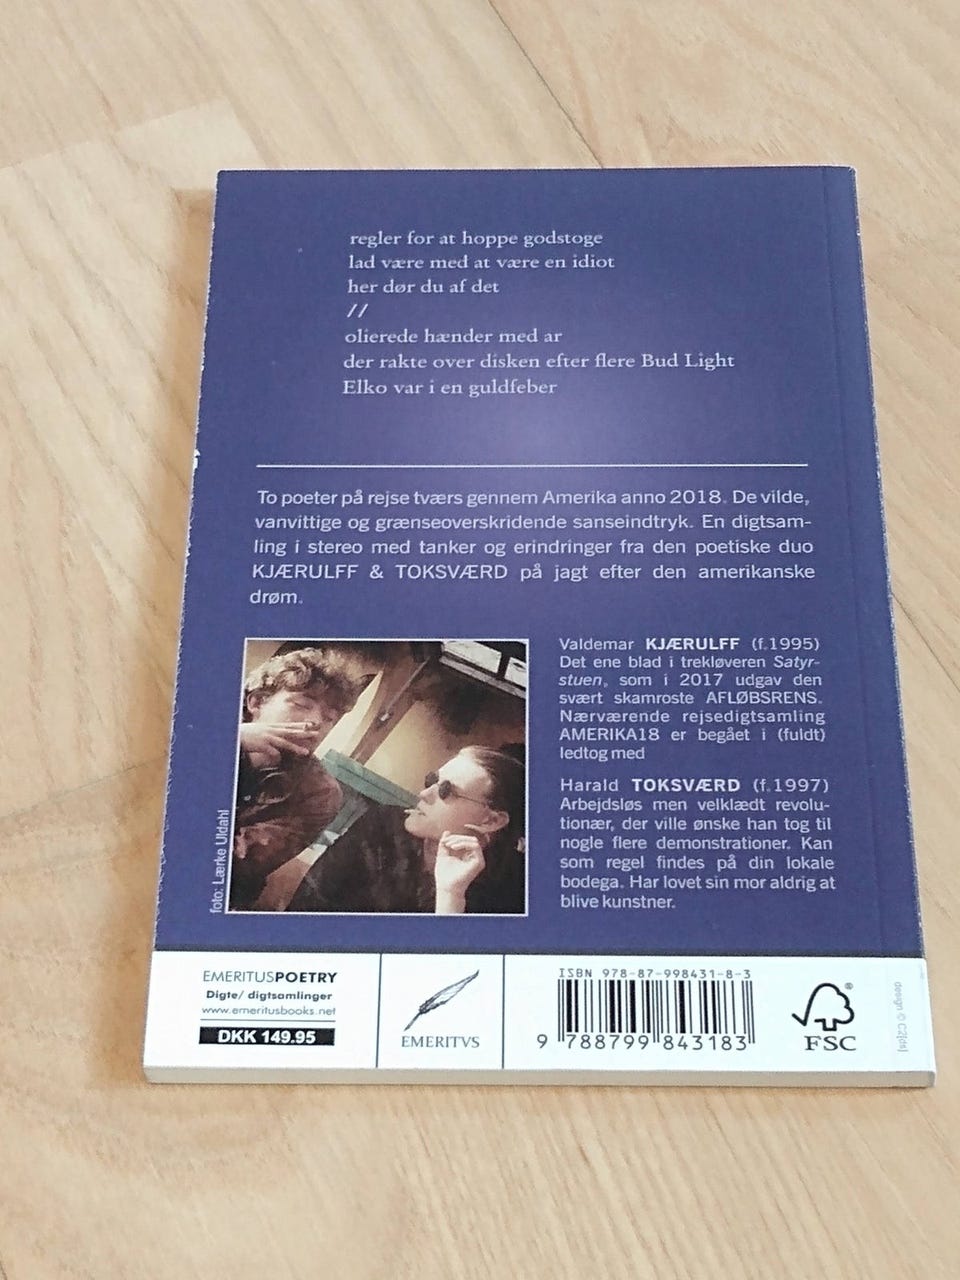 regler for at hoppe godstoge
lad være med at være en idiot
her dør du af det
//
olierede hænder med ar
der rakte over disken efter flere Bud Light
Elko var i en guldfeber
To poeter på rejse tværs gennem Amerika anno 2018. De vilde,
vanvittige og grænseoverskridende sanseindtryk. En digtsam-
ling i stereo med tanker og erindringer fra den poetiske duo
KJÆRULFF & TOKSVÆRD på jagt efter den amerikanske
drøm.
foto: Lærke Uldahl
Valdemar KJÆRULFF (f.1995)
Det ene blad i trekløveren Satyr-
stuen, som i 2017 udgav den
svært skamroste AFLØBSRENS.
Nærværende rejsedigtsamling
AMERIKA18 er begået i (fuldt)
ledtog med
Harald TOKSVÆRD (f.1997)
Arbejdsløs men velklædt revolu-
tionær, der ville ønske han tog til
nogle flere demonstrationer. Kan
som regel findes på din lokale
bodega. Har lovet sin mor aldrig at
blive kunstner.
EMERITUSPOETRY
Digte/ digtsamlinger
www.emeritusbooks.net
DKK 149.95
EMERITVS
ISBN 978-87-998431-8-3
9 788799 843183
®
FSC
design © C2[ds]